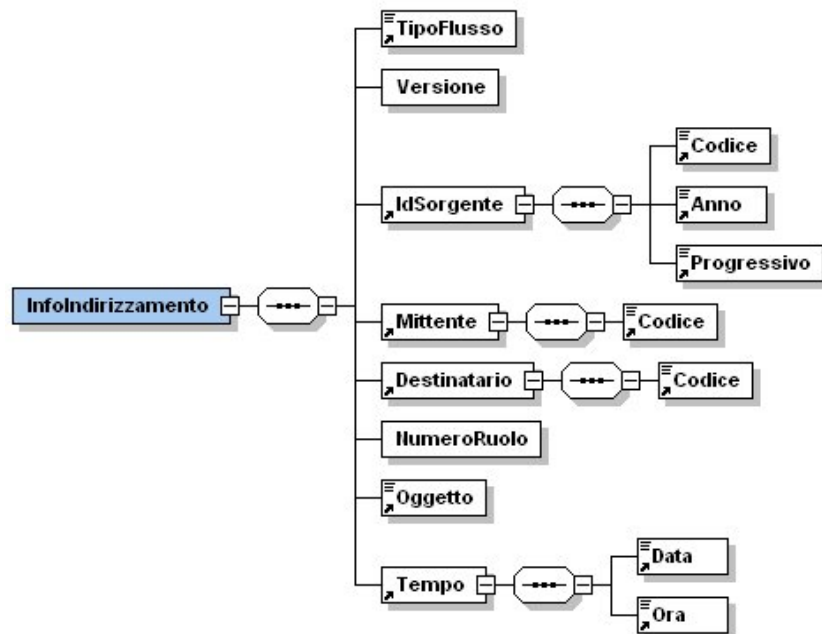 TipoFlusso
Versione
Codice
IdSorgente
Anno
Progressivo
InfoIndirizzamento
Mittente
Codice
Destinatario
Codice
NumeroRuolo
Oggetto
Data
Tempo
Ora